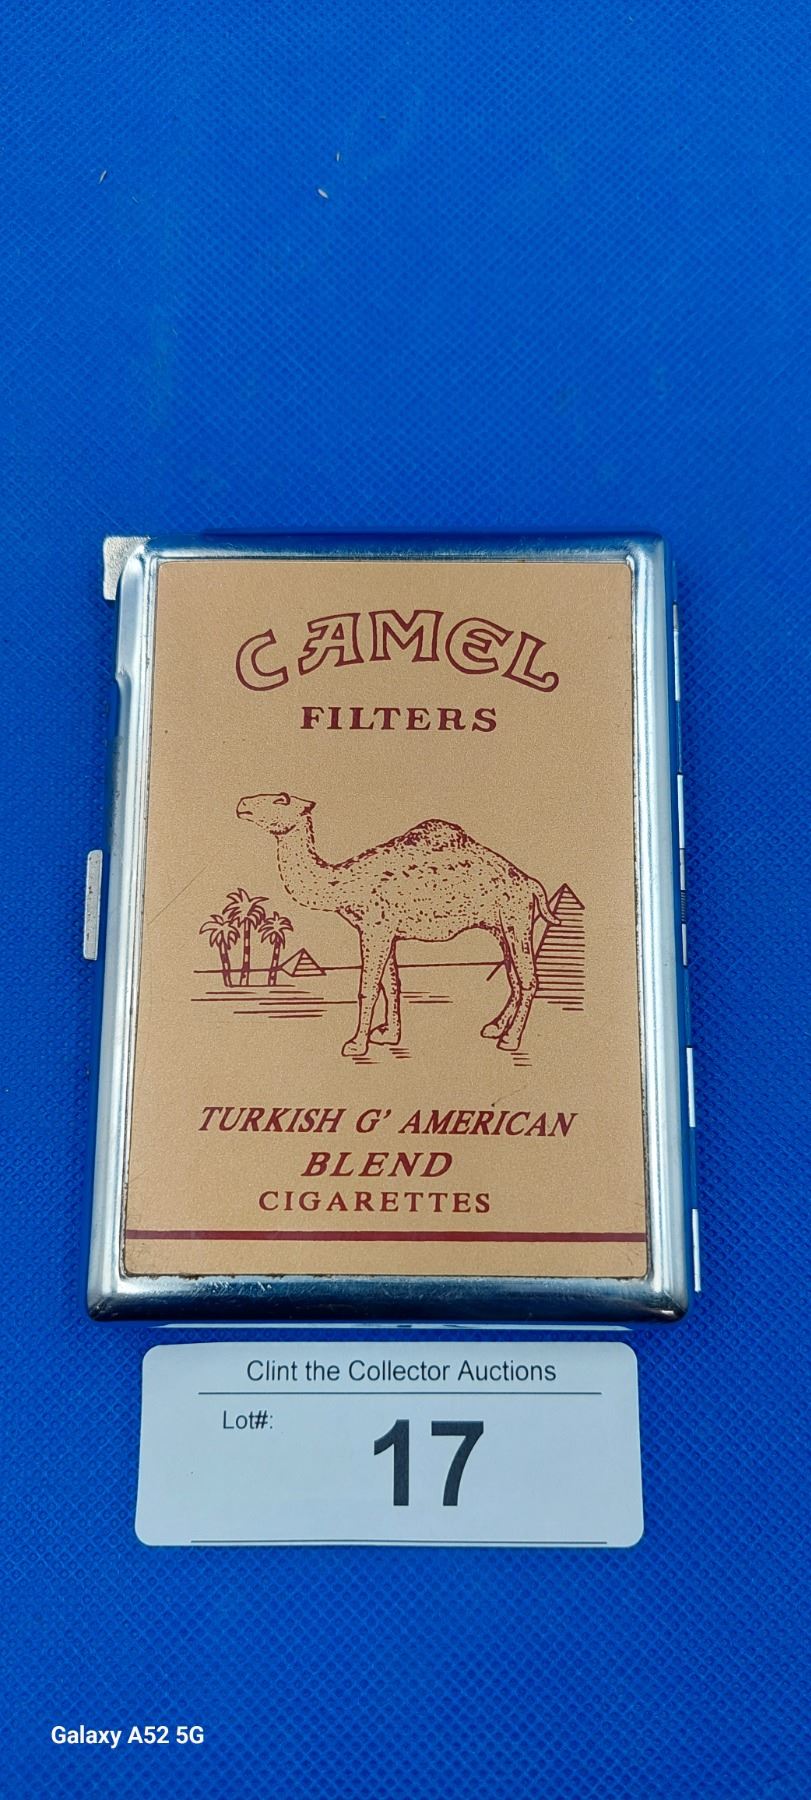 CAMEL
FILTERS
TURKISH G' AMERICAN
BLEND
CIGARETTES
Clint the Collector Auctions
Lot#:
17
Galaxy A52 5G